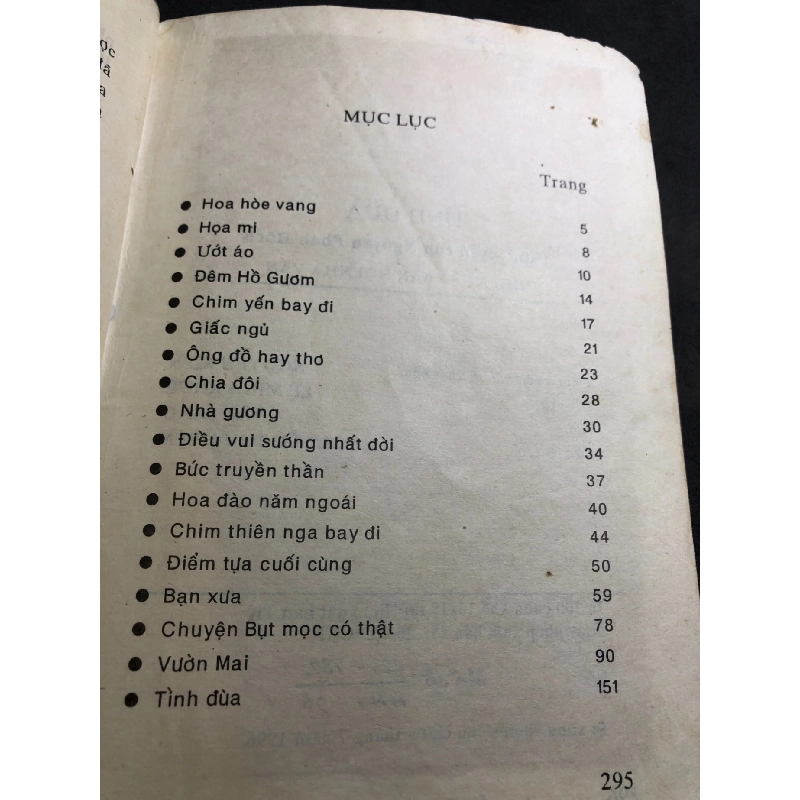 MỤC LỤC
Trang
● Hoa hòe vang 5
● Họa mi 8
● Ướt áo 10
● Đêm Hồ Gươm 14
● Chim yến bay đi 17
● Giấc ngủ 21
● Ông đồ hay thơ 23
● Chia đôi 28
● Nhà gương 30
● Điều vui sướng nhất đời 34
● Bức truyền thần 37
● Hoa đào năm ngoái 40
● Chim thiên nga bay đi 44
● Điểm tựa cuối cùng 50
● Bạn xưa 59
● Chuyện Bụt mọc có thật 78
● Vườn Mai 90
● Tình đùa 151
295